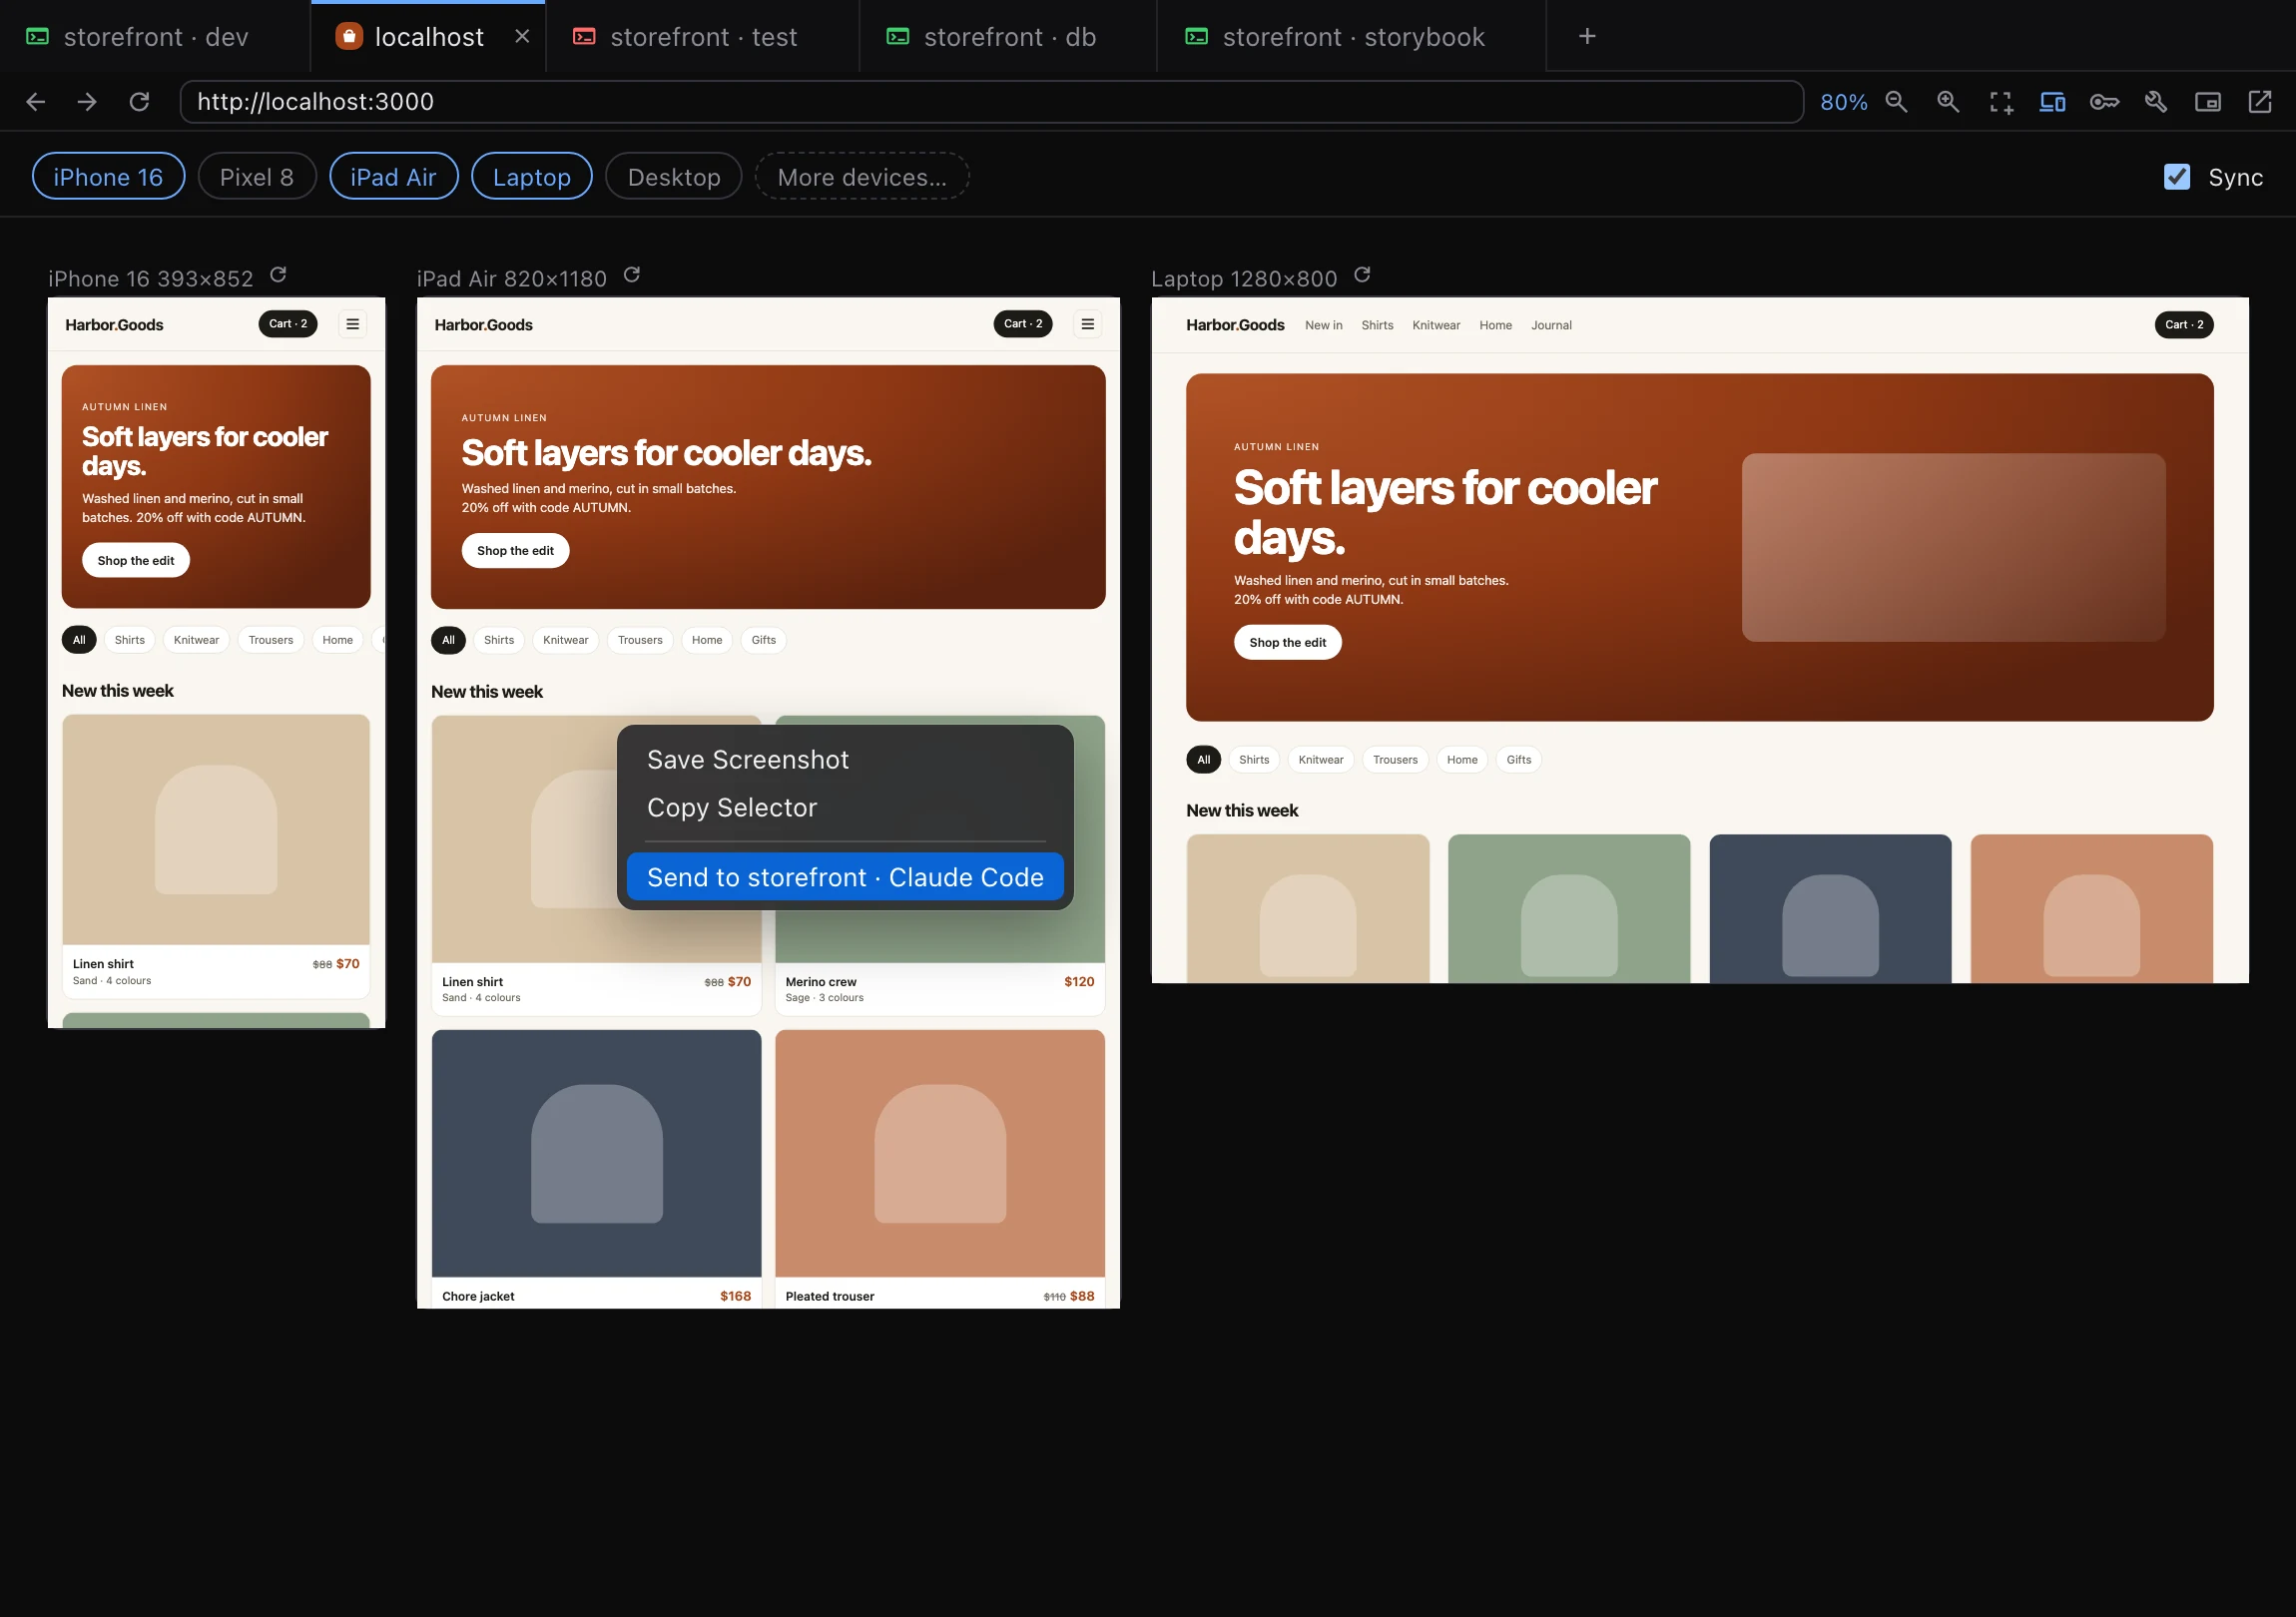 storefront · dev
localhost
storefront · test
storefront · db
storefront · storybook
http://localhost:3000
80%
iPhone 16
Pixel 8
iPad Air
Laptop
Desktop
More devices...
Sync
iPhone 16 393×852
Harbor.Goods
Cart · 2
AUTUMN LINEN
Soft layers for cooler
days.
Washed linen and merino, cut in small
batches. 20% off with code AUTUMN.
Shop the edit
All
Shirts
Knitwear
Trousers
Home
New this week
Linen shirt
$88 $70
Sand · 4 colours
iPad Air 820×1180
Harbor.Goods
Cart · 2
AUTUMN LINEN
Soft layers for cooler days.
Washed linen and merino, cut in small batches.
20% off with code AUTUMN.
Shop the edit
All
Shirts
Knitwear
Trousers
Home
Gifts
New this week
Save Screenshot
Copy Selector
Send to storefront · Claude Code
Linen shirt
$88 $70
Sand · 4 colours
Merino crew
$120
Sage · 3 colours
Chore jacket
$168
Pleated trouser
$110 $88
Laptop 1280×800
Harbor.Goods
New in
Shirts
Knitwear
Home
Journal
Cart · 2
AUTUMN LINEN
Soft layers for cooler
days.
Washed linen and merino, cut in small batches.
20% off with code AUTUMN.
Shop the edit
All
Shirts
Knitwear
Trousers
Home
Gifts
New this week